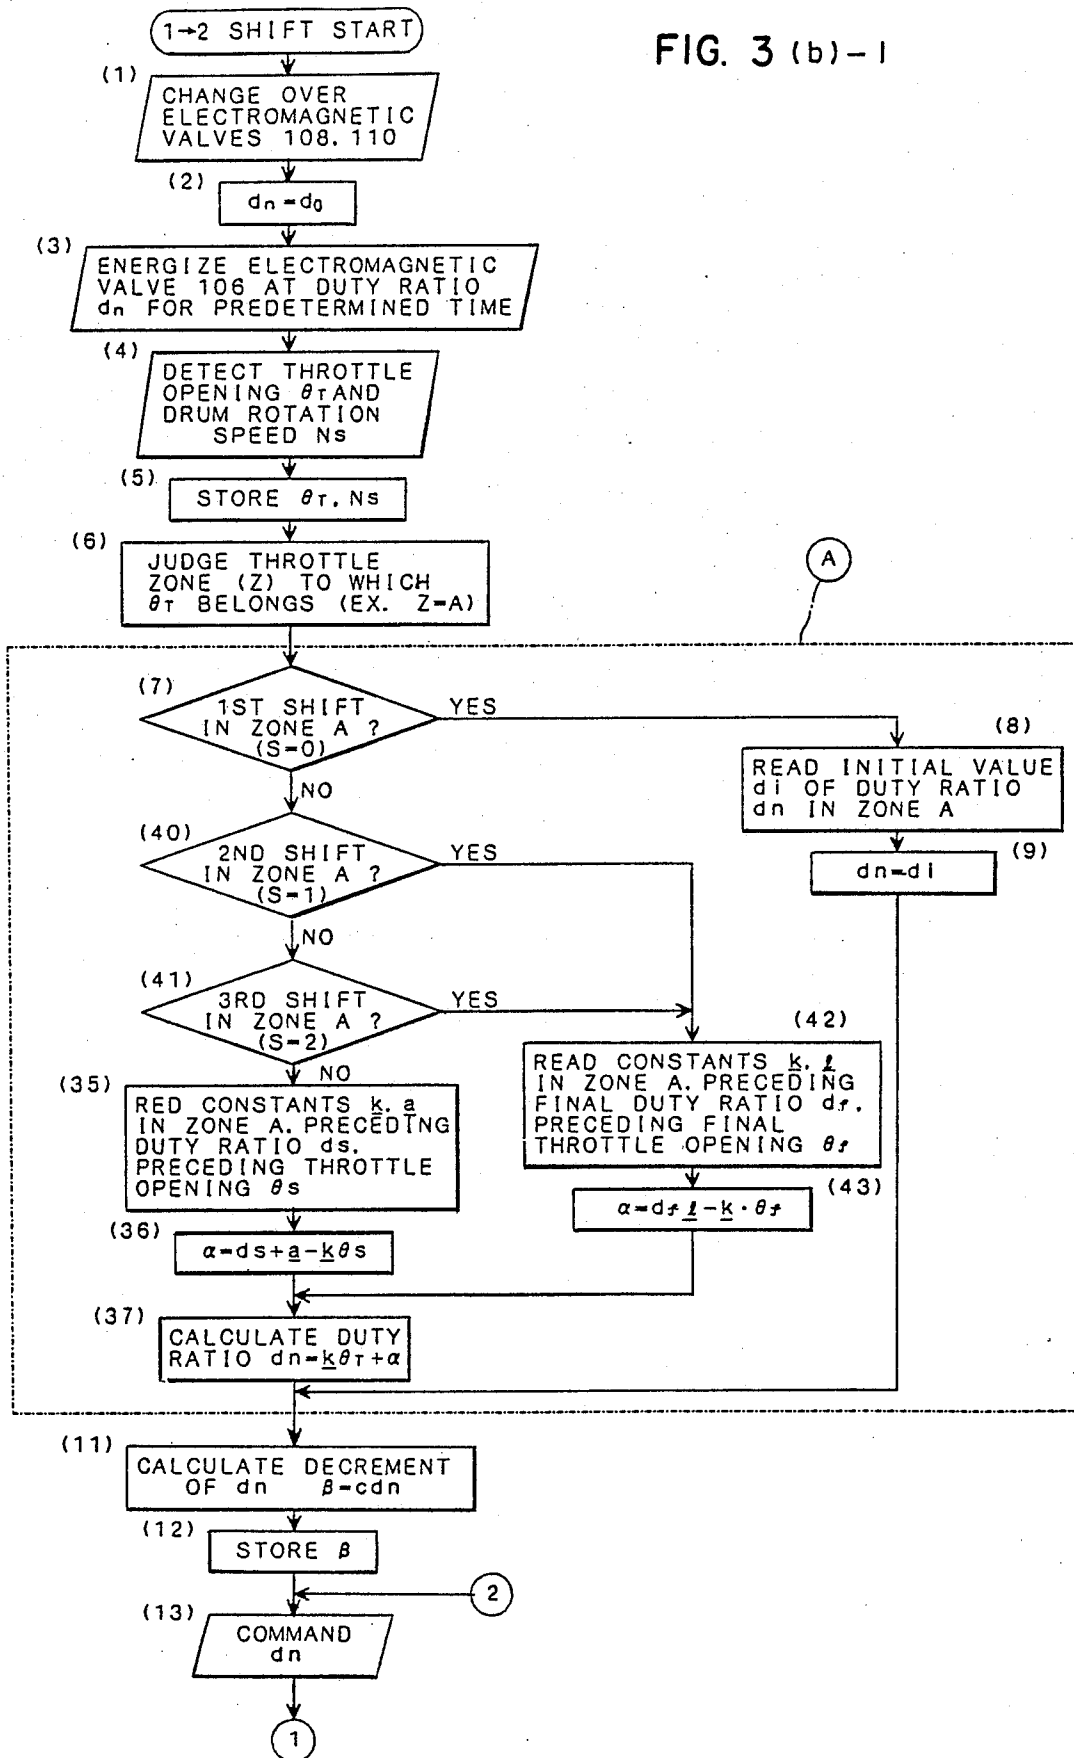 FIG. 3 (b)-1
1→2 SHIFT START
(1)
CHANGE OVER
ELECTROMAGNETIC
VALVES 108. 110
(2)
dn=d0
(3)
ENERGIZE ELECTROMAGNETIC
VALVE 106 AT DUTY RATIO
dn FOR PREDETERMINED TIME
(4)
DETECT THROTTLE
OPENING θT AND
DRUM ROTATION
SPEED Ns
(5)
STORE θT. Ns
(6)
JUDGE THROTTLE
ZONE (Z) TO WHICH
θT BELONGS (EX. Z=A)
A
(7)
1ST SHIFT
IN ZONE A ?
(S=0)
YES
NO
(8)
READ INITIAL VALUE
di OF DUTY RATIO
dn IN ZONE A
(9)
dn=di
(40)
2ND SHIFT
IN ZONE A ?
(S=1)
YES
NO
(41)
3RD SHIFT
IN ZONE A ?
(S=2)
YES
NO
(42)
READ CONSTANTS k. ℓ
IN ZONE A. PRECEDING
FINAL DUTY RATIO df.
PRECEDING FINAL
THROTTLE OPENING θf
(43)
α=df ℓ-k·θf
(35)
RED CONSTANTS k. a
IN ZONE A. PRECEDING
DUTY RATIO ds.
PRECEDING THROTTLE
OPENING θs
(36)
α=ds+a-kθs
(37)
CALCULATE DUTY
RATIO dn=kθT+α
(11)
CALCULATE DECREMENT
OF dn β=cdn
(12)
STORE β
2
(13)
COMMAND
dn
1